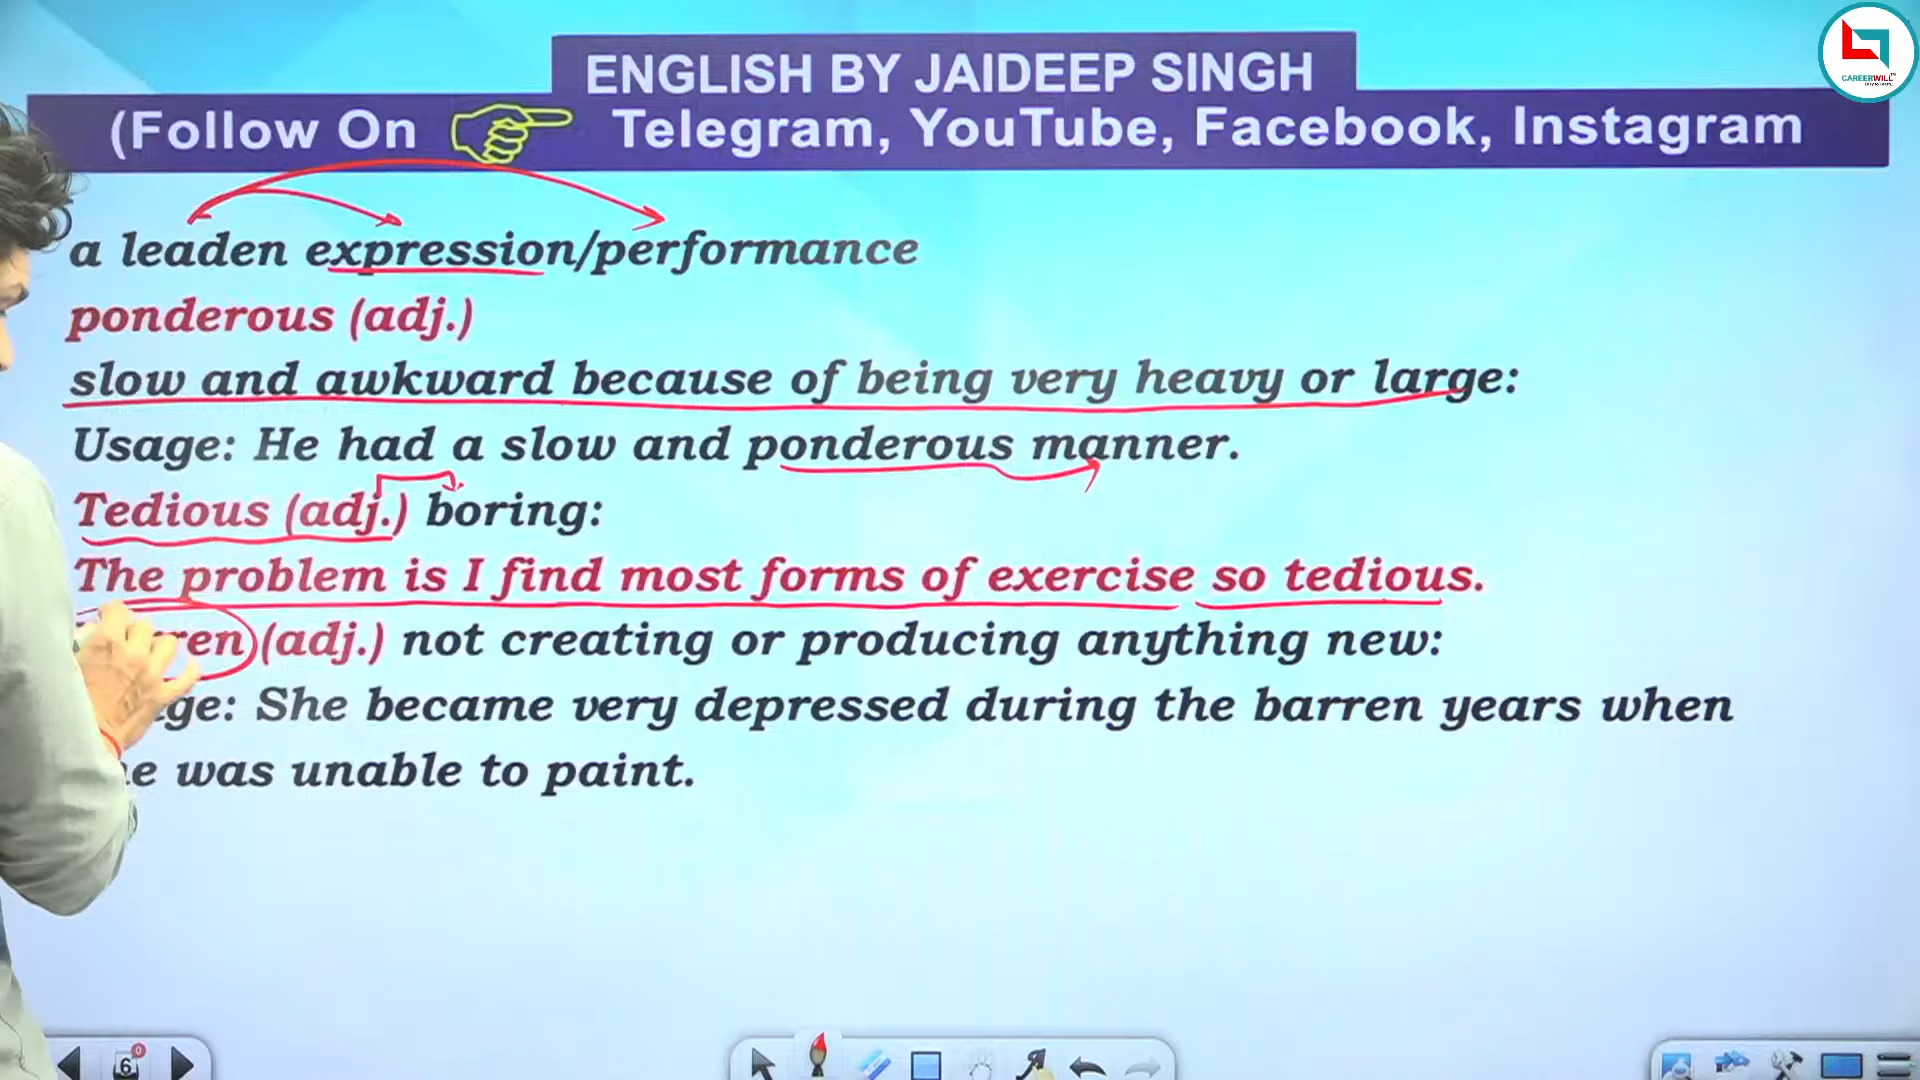 ENGLISH BY JAIDEEP SINGH
(Follow On Telegram, YouTube, Facebook, Instagram
CAREERWILL
a leaden expression/performance
ponderous (adj.)
slow and awkward because of being very heavy or large:
Usage: He had a slow and ponderous manner.
Tedious (adj.) boring:
The problem is I find most forms of exercise so tedious.
(adj.) not creating or producing anything new:
She became very depressed during the barren years when
was unable to paint.
6
0